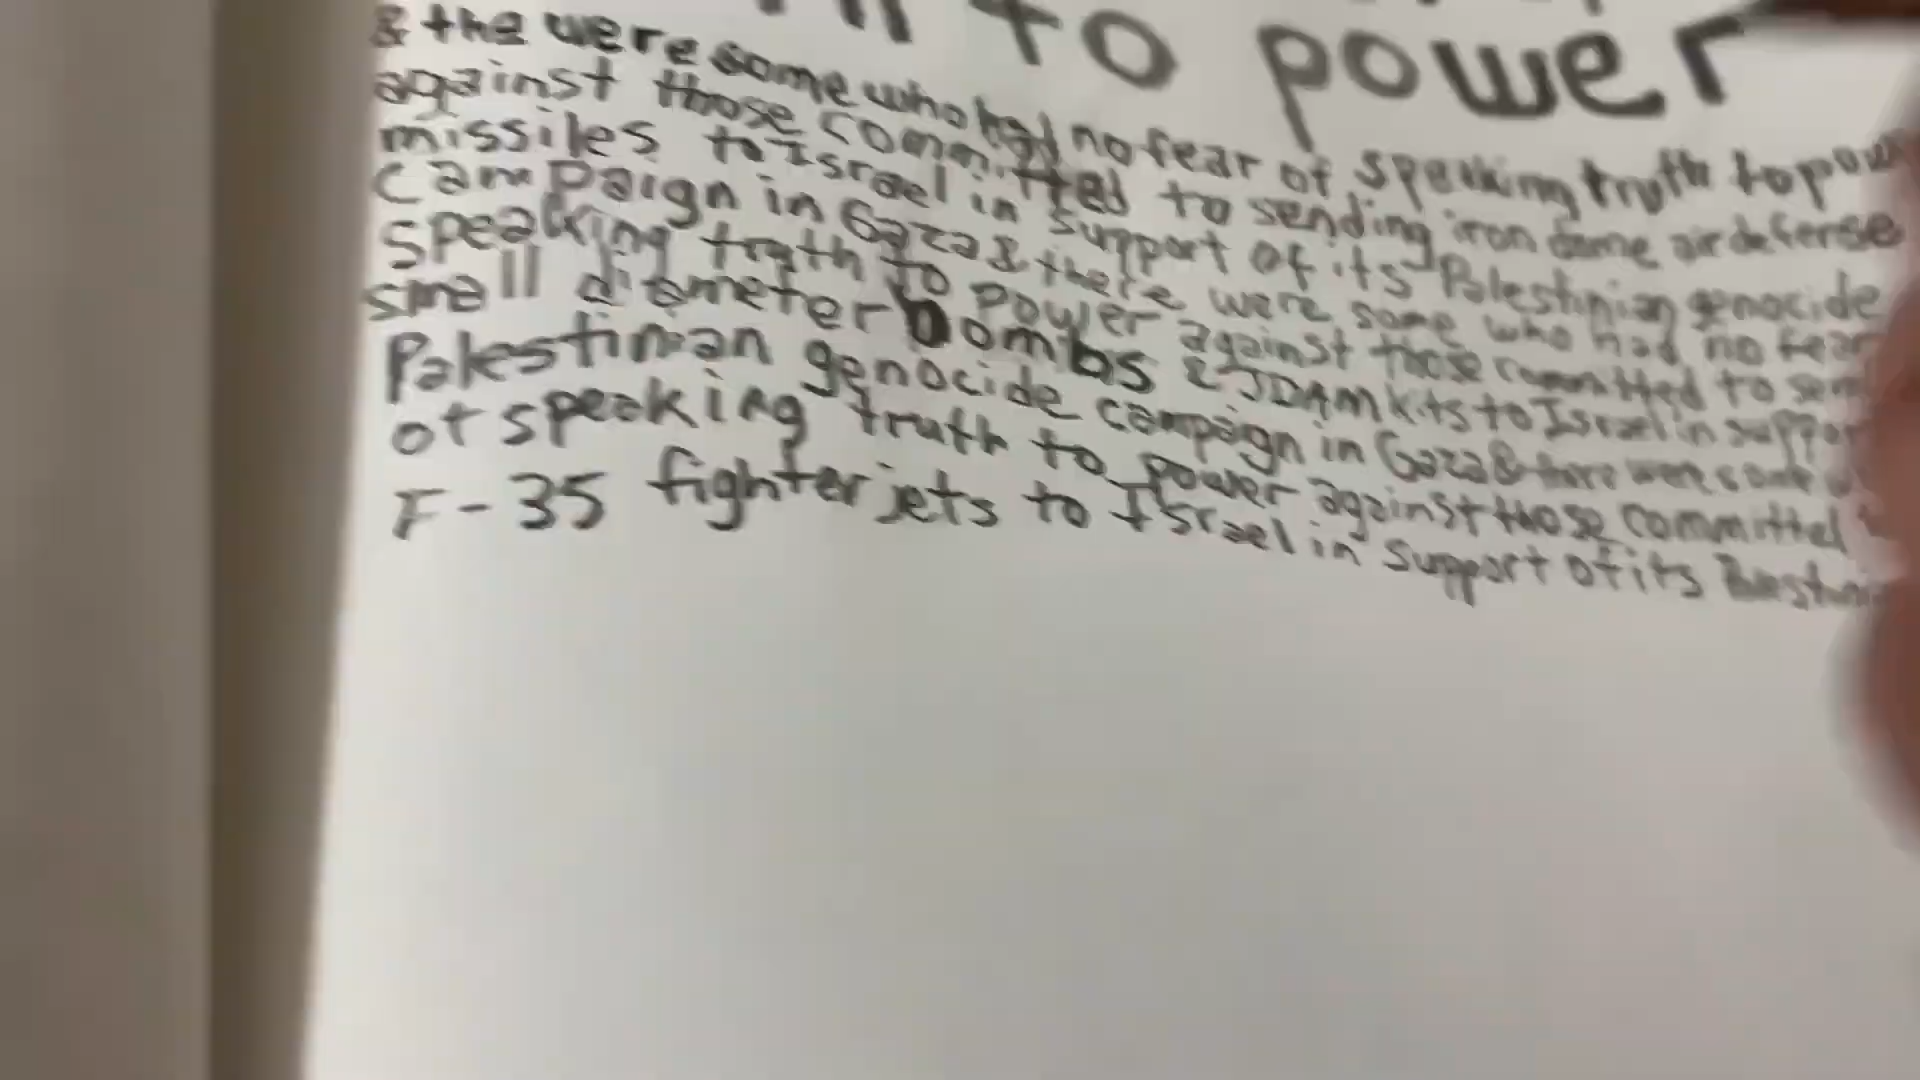 to power
& the were some who had no fear of speaking truth to pow
against those committed to sending iron dome air defense
missiles to Israel in support of its Palestinian genocide
campaign in Gaza & there were some who had no fear
speaking truth to power against those committed to sen
small diameter bombs & JDAM kits to Israel in suppor
Palestinian genocide campaign in Gaza & there were some
of speaking truth to power against those committed
F-35 fighter jets to Israel in support of its